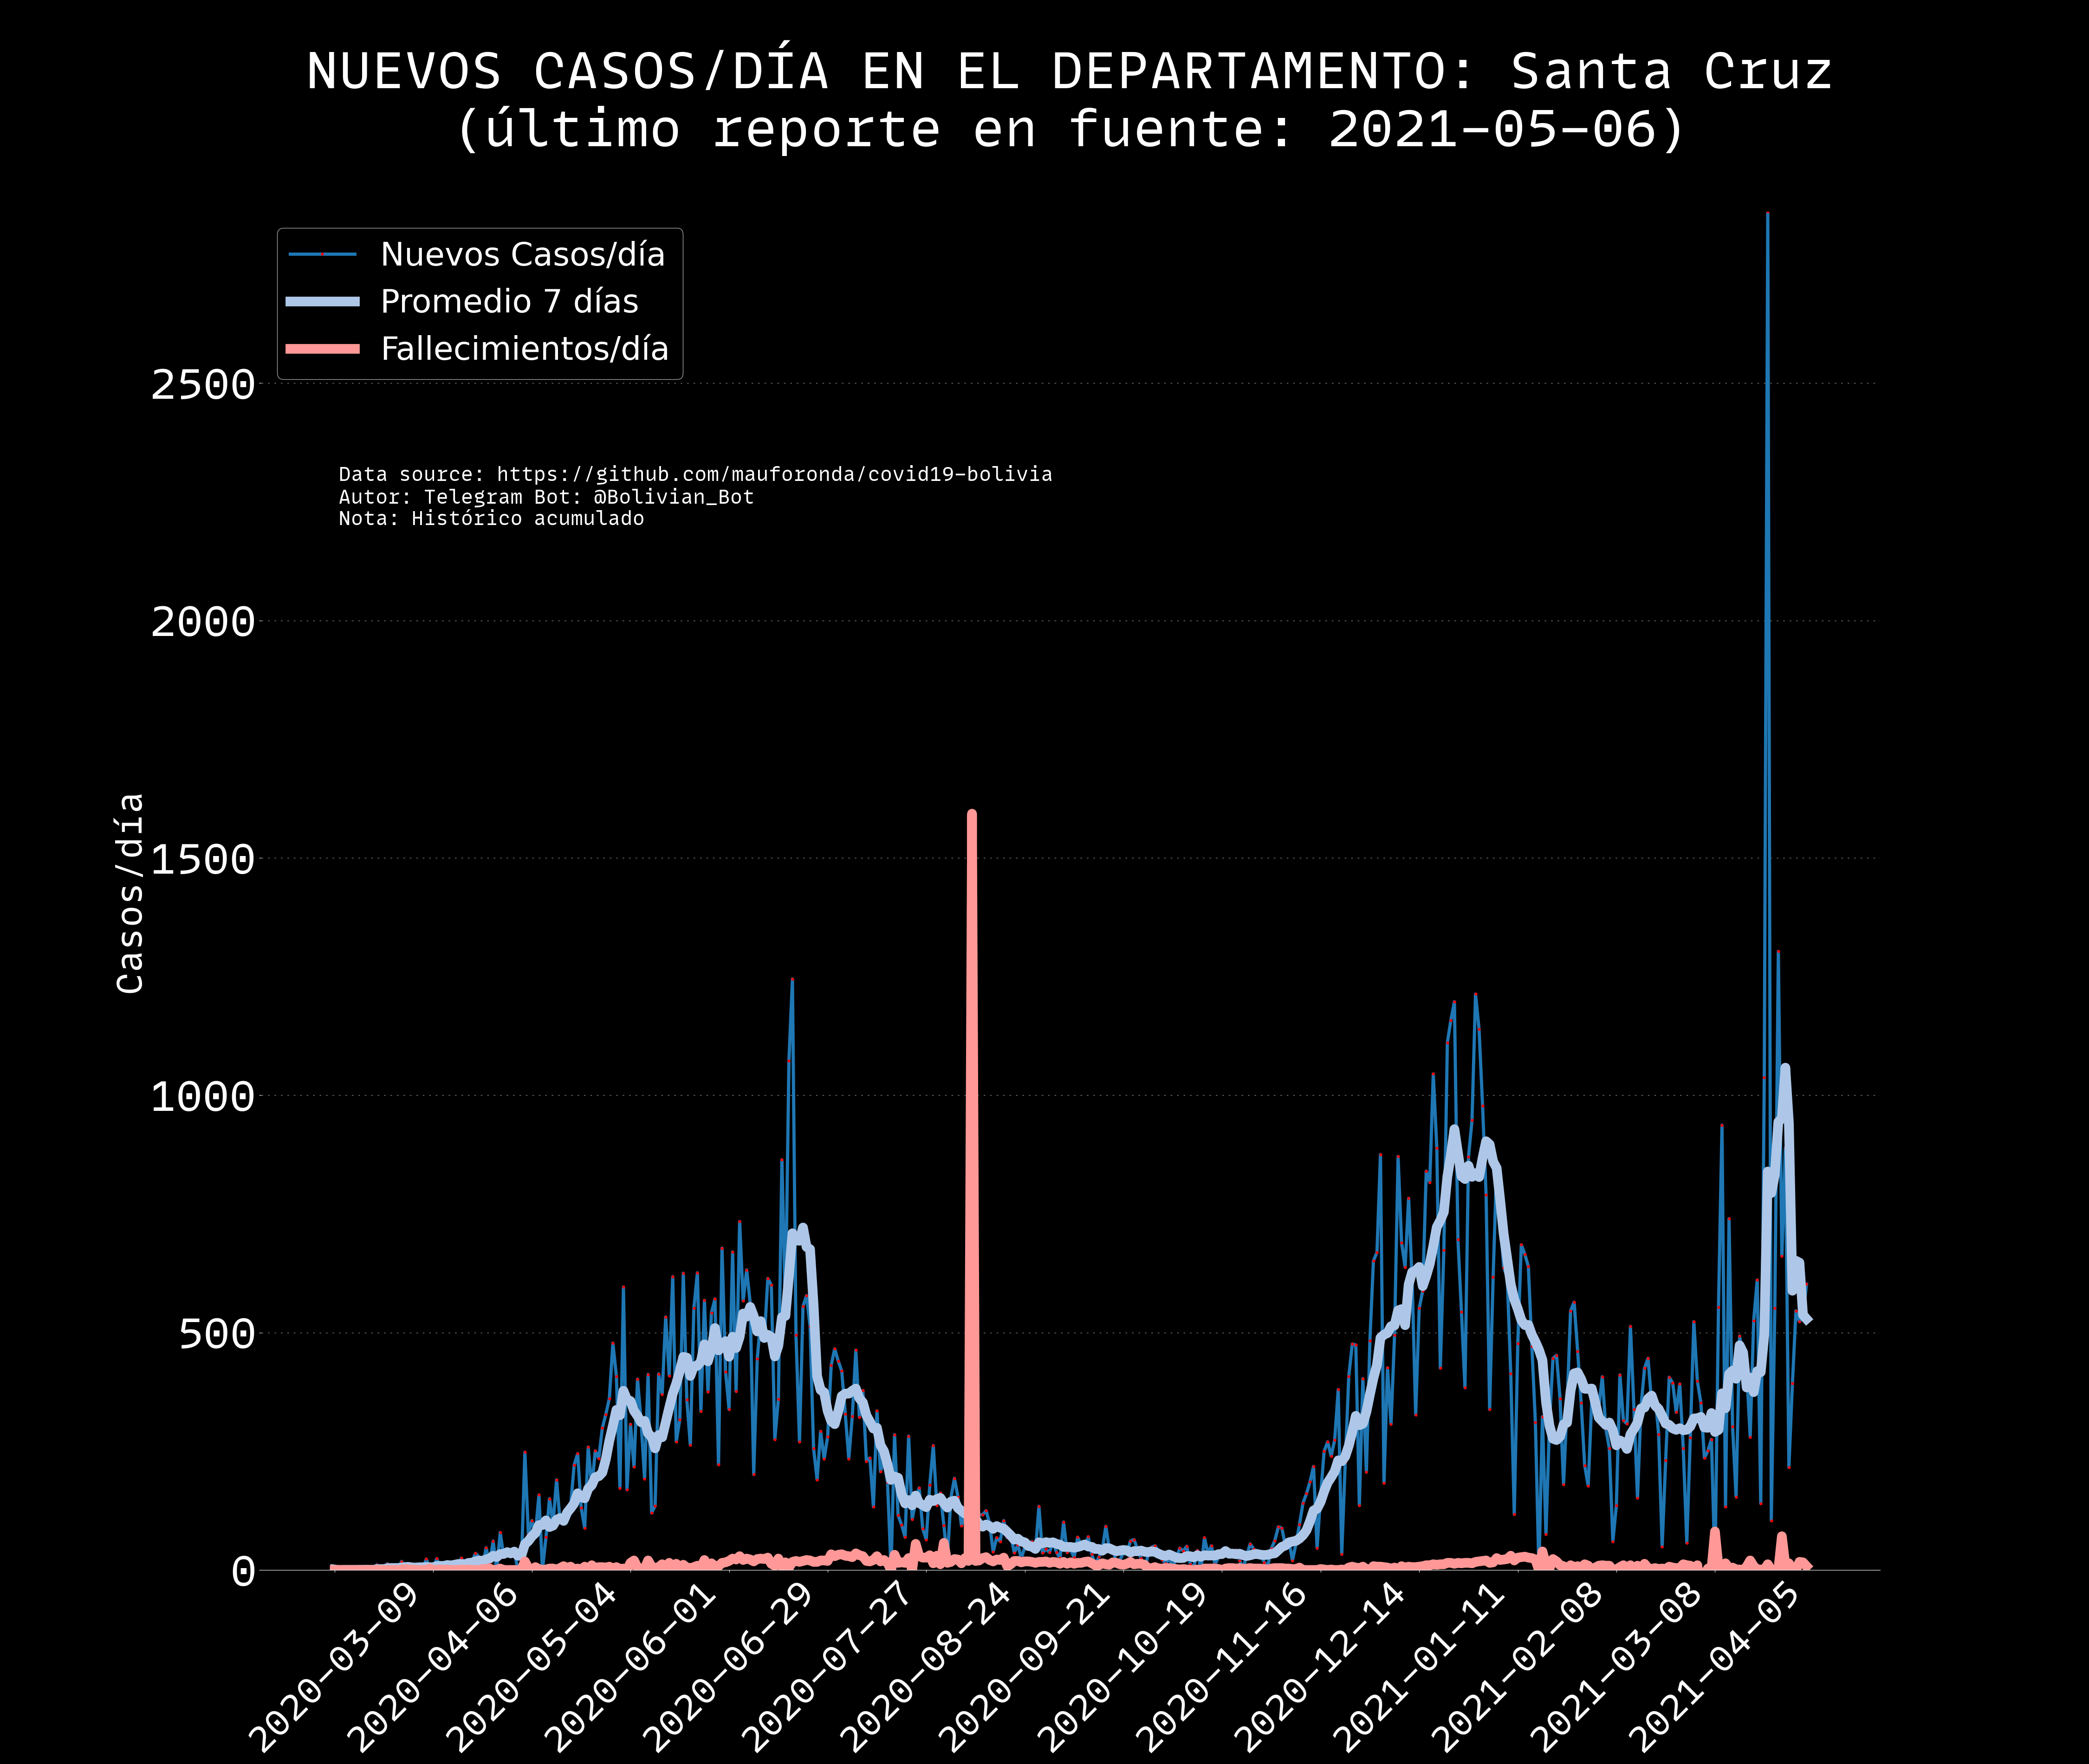 NUEVOS CASOS/DÍA EN EL DEPARTAMENTO: Santa Cruz
(último reporte en fuente: 2021-05-06)
Nuevos Casos/día
Promedio 7 días
Fallecimientos/día
2500
Data source: https://github.com/mauforonda/covid19-bolivia
Autor: Telegram Bot: @Bolivian_Bot
Nota: Histórico acumulado
2000
1500
Casos/día
1000
500
0
2020-03-09
2020-04-06
2020-05-04
2020-06-01
2020-06-29
2020-07-27
2020-08-24
2020-09-21
2020-10-19
2020-11-16
2020-12-14
2021-01-11
2021-02-08
2021-03-08
2021-04-05